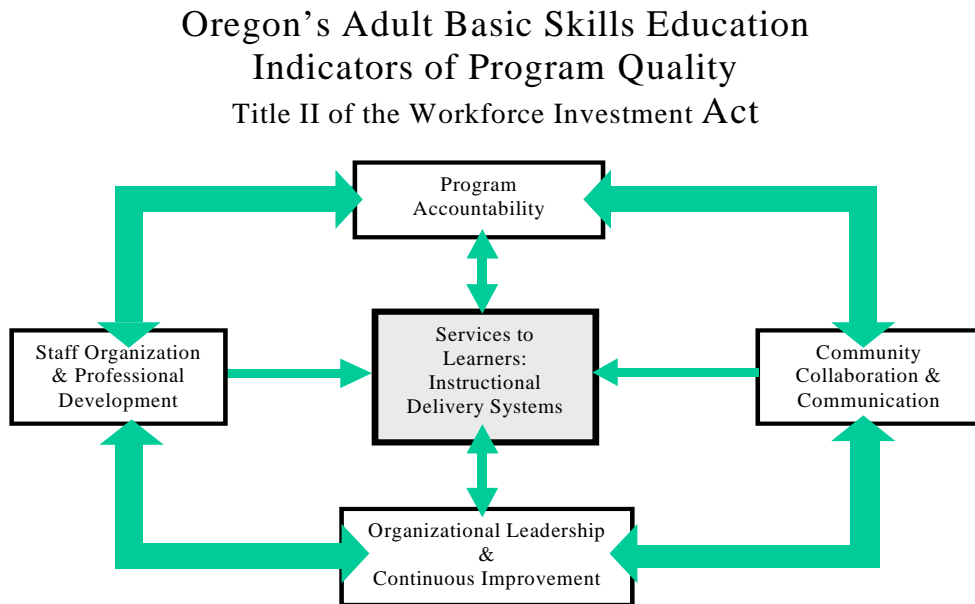 Oregon's Adult Basic Skills Education
Indicators of Program Quality
Title II of the Workforce Investment Act
Program
Accountability
Staff Organization
& Professional
Development
Services to
Learners:
Instructional
Delivery Systems
Community
Collaboration &
Communication
Organizational Leadership
&
Continuous Improvement